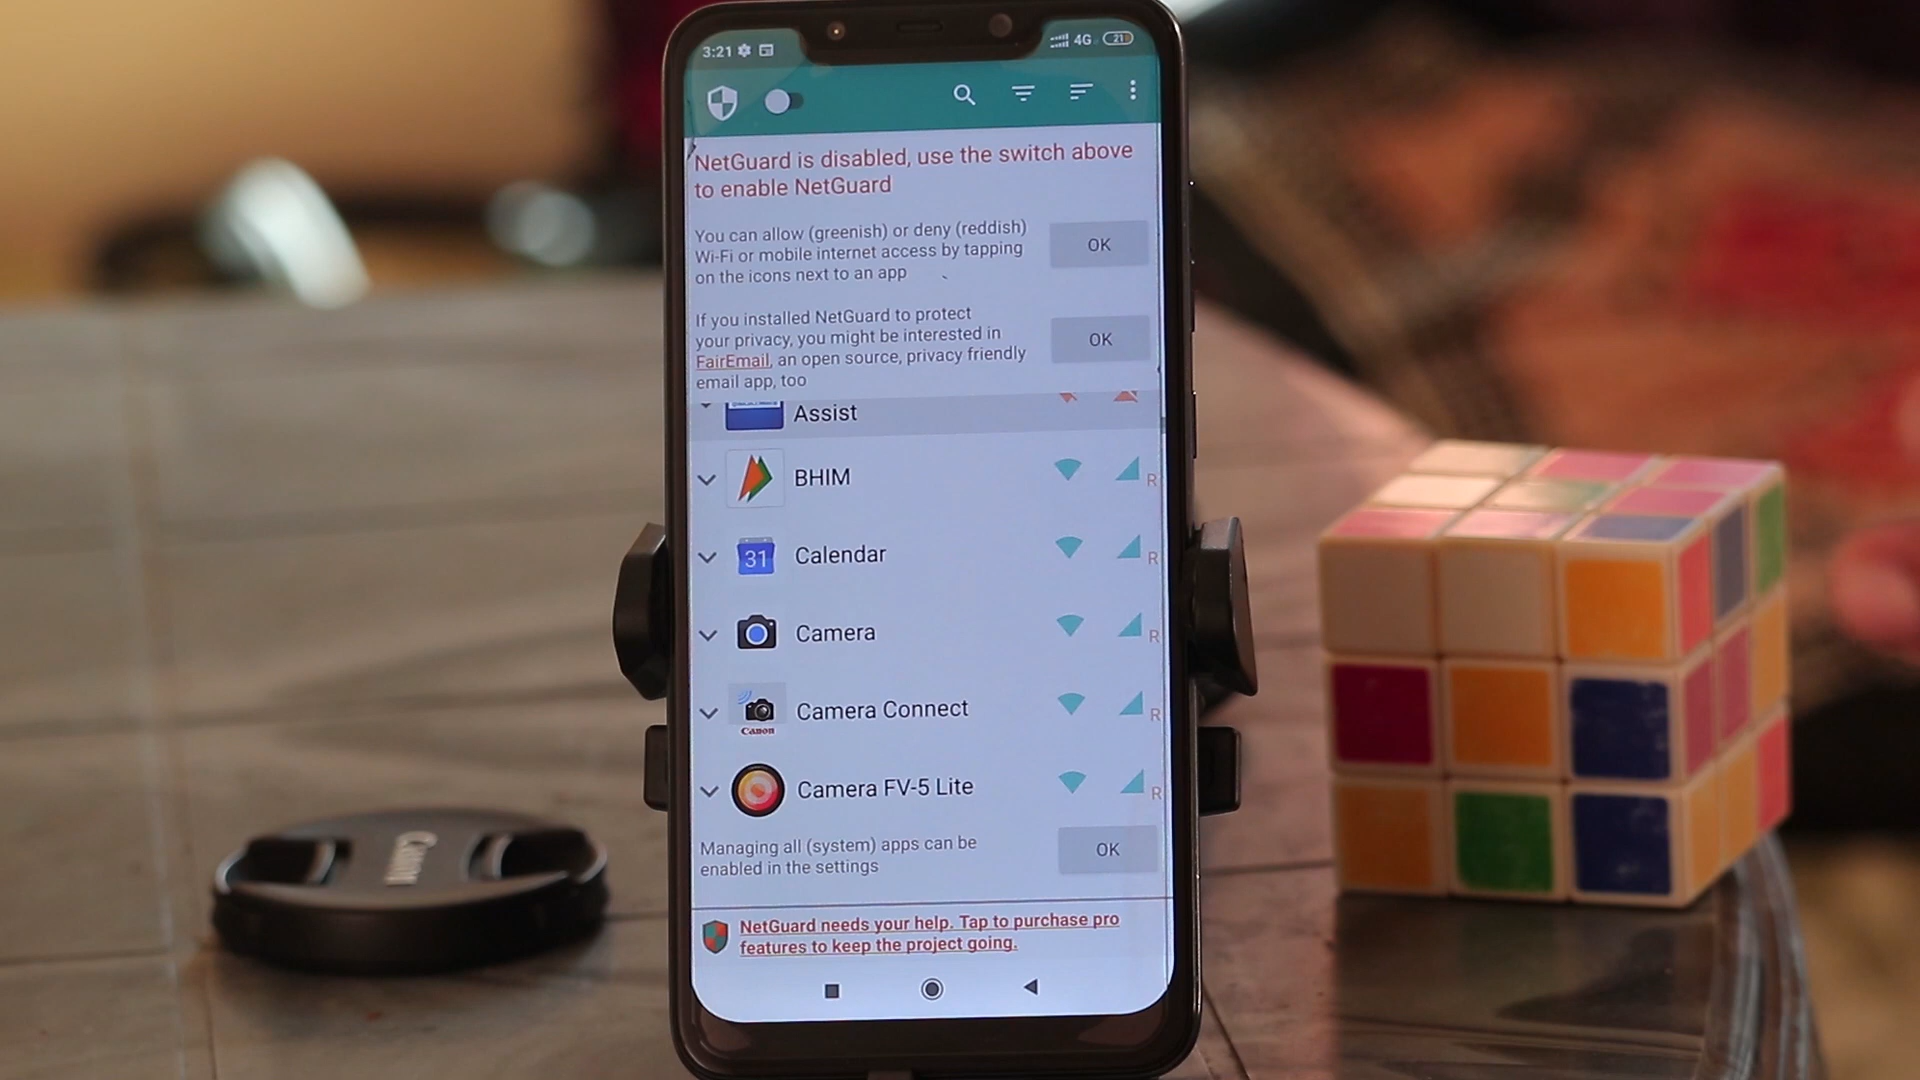 3:21
4G
21
NetGuard is disabled, use the switch above
to enable NetGuard
You can allow (greenish) or deny (reddish)
Wi-Fi or mobile internet access by tapping
on the icons next to an app
OK
If you installed NetGuard to protect
your privacy, you might be interested in
FairEmail, an open source, privacy friendly
email app, too
OK
Assist
BHIM
R
31
Calendar
R
Camera
R
Canon
Camera Connect
R
Camera FV-5 Lite
R
Managing all (system) apps can be
enabled in the settings
OK
NetGuard needs your help. Tap to purchase pro
features to keep the project going.
Canon